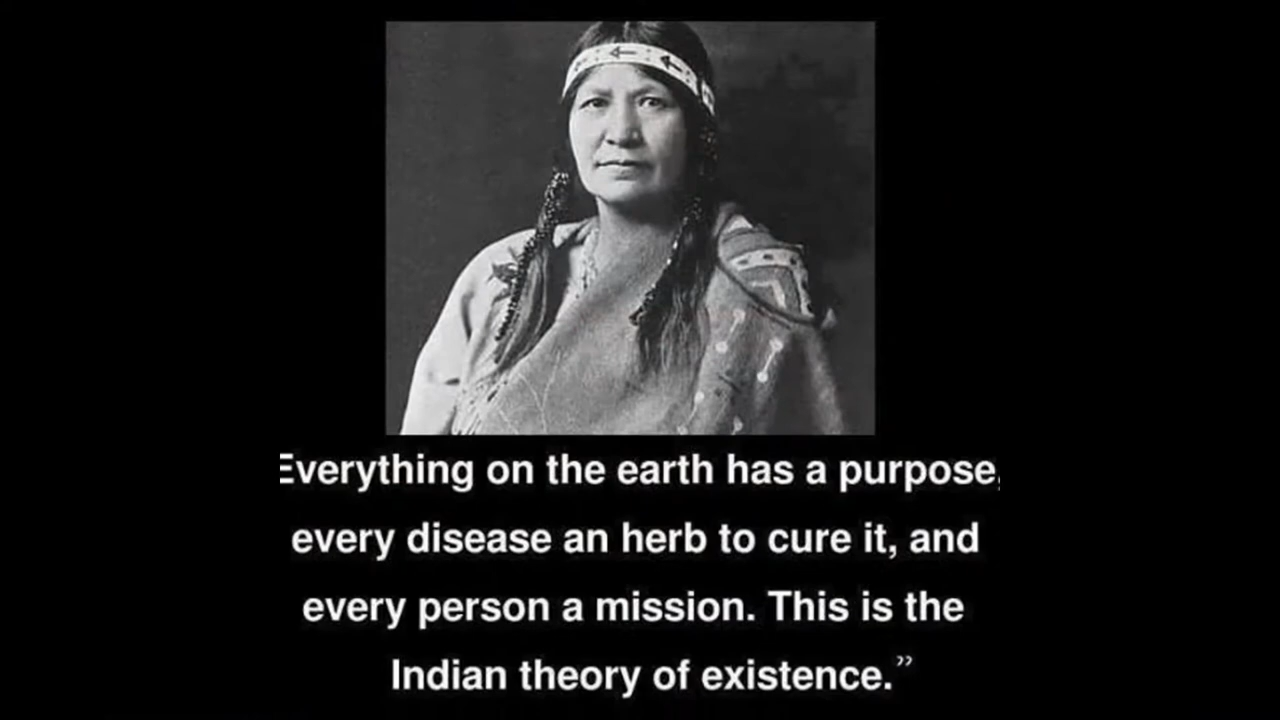 Everything on the earth has a purpose,
every disease an herb to cure it, and
every person a mission. This is the
Indian theory of existence.”